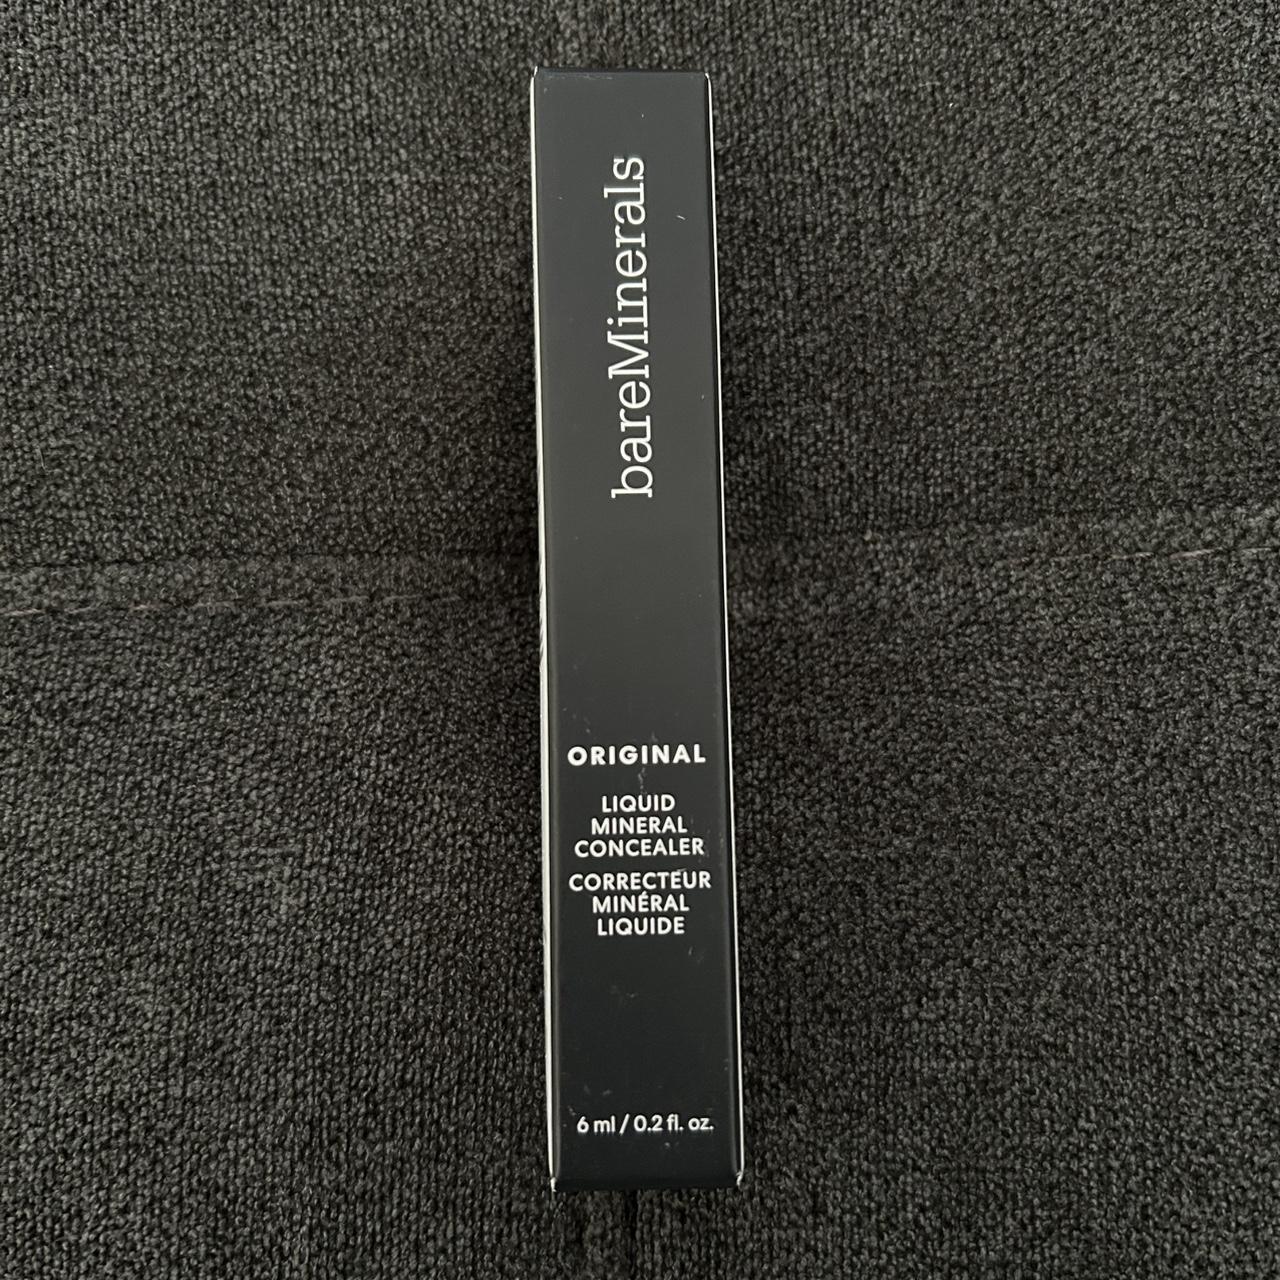 bareMinerals
ORIGINAL
LIQUID
MINERAL
CONCEALER
CORRECTEUR
MINÉRAL
LIQUIDE
6 ml / 0.2 fl. oz.